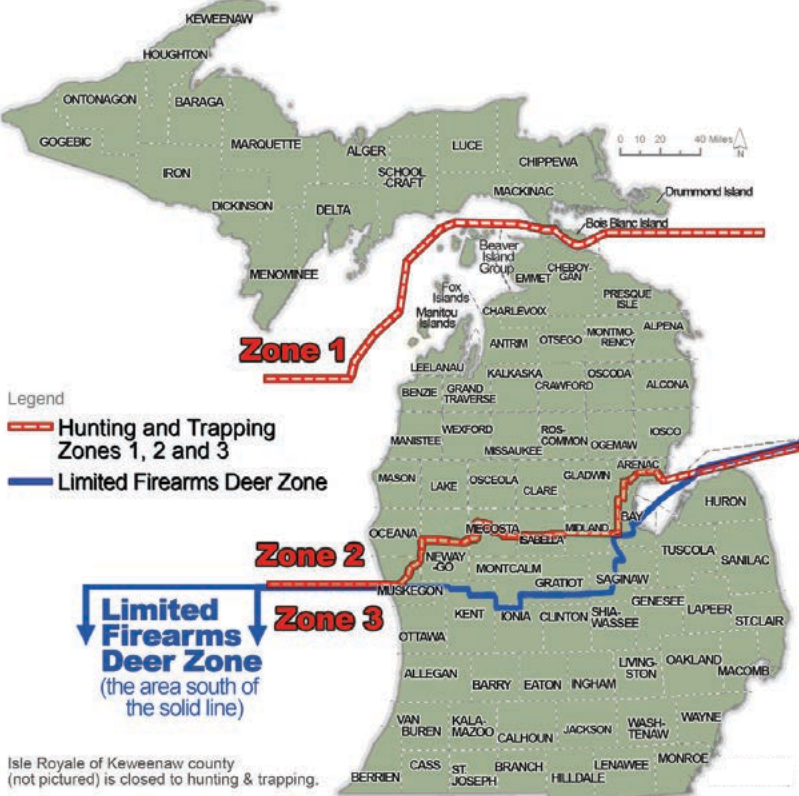 KEWEENAW
HOUGHTON
ONTONAGON
BARAGA
GOGEBIC
MARQUETTE
ALGER
LUCE
0 10 20 40 Miles
N
IRON
SCHOOL
-CRAFT
CHIPPEWA
MACKINAC
Drummond Island
DICKINSON
DELTA
Bois Blanc Island
MENOMINEE
Beaver
Island
Group
EMMET
CHEBOY-
GAN
Fox
Islands
PRESQUE
ISLE
Manitou
Islands
CHARLEVOIX
Zone 1
ANTRIM
OTSEGO
MONTMO-
RENCY
ALPENA
LEELANAU
KALKASKA
CRAWFORD
OSCODA
ALCONA
BENZIE
GRAND
TRAVERSE
Legend
Hunting and Trapping
Zones 1, 2 and 3
Limited Firearms Deer Zone
MANISTEE
WEXFORD
MISSAUKEE
ROS-
COMMON
OGEMAW
IOSCO
MASON
LAKE
OSCEOLA
CLARE
GLADWIN
ARENAC
HURON
OCEANA
NEWAY
-GO
MECOSTA
ISABELLA
MIDLAND
BAY
Zone 2
TUSCOLA
SANILAC
MUSKEGON
MONTCALM
GRATIOT
SAGINAW
Zone 3
Limited
Firearms
Deer Zone
(the area south of
the solid line)
KENT
IONIA
CLINTON
SHIA-
WASSEE
GENESEE
LAPEER
ST.CLAIR
OTTAWA
ALLEGAN
BARRY
EATON
INGHAM
LIVING-
STON
OAKLAND
MACOMB
VAN
BUREN
KALA-
MAZOO
CALHOUN
JACKSON
WASH-
TENAW
WAYNE
BERRIEN
CASS
ST.
JOSEPH
BRANCH
HILLDALE
LENAWEE
MONROE
Isle Royale of Keweenaw county
(not pictured) is closed to hunting & trapping.